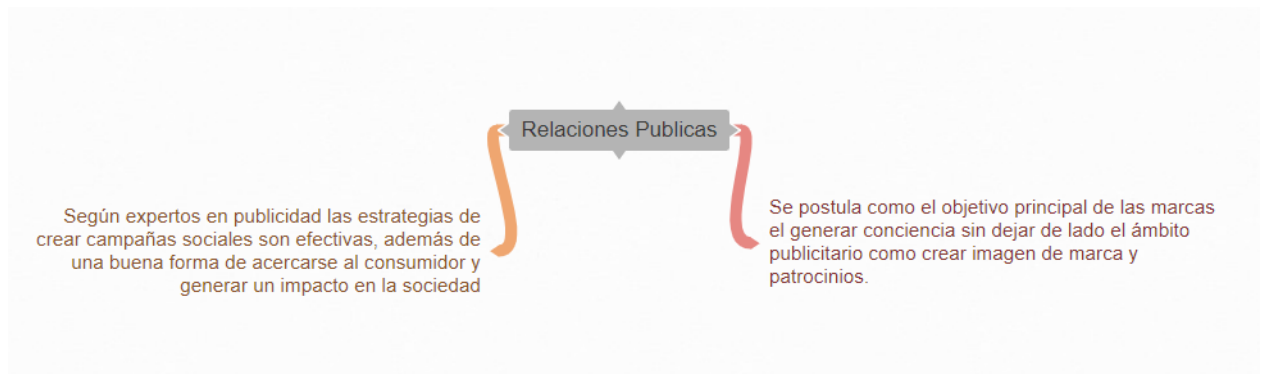 Relaciones Publicas
Según expertos en publicidad las estrategias de
crear campañas sociales son efectivas, además de
una buena forma de acercarse al consumidor y
generar un impacto en la sociedad
Se postula como el objetivo principal de las marcas
el generar conciencia sin dejar de lado el ámbito
publicitario como crear imagen de marca y
patrocinios.